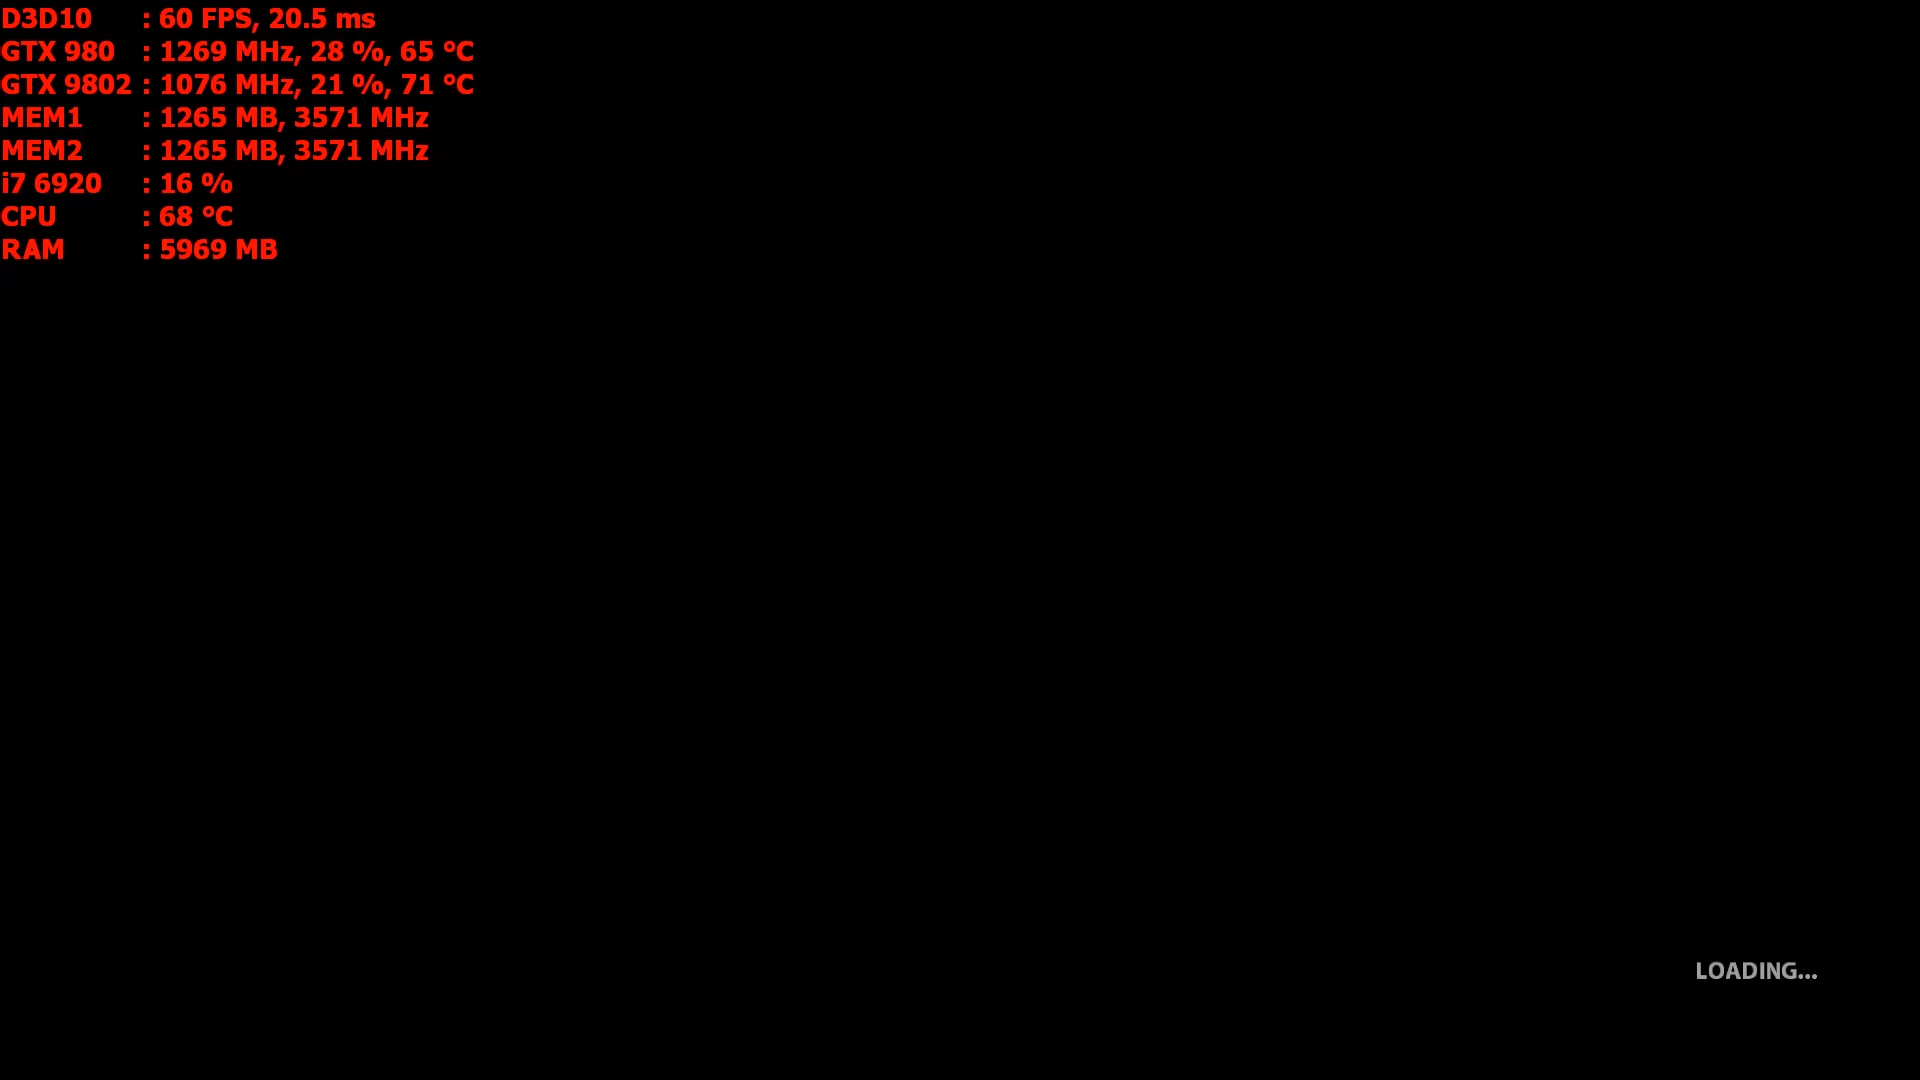 D3D10 : 60 FPS, 20.5 ms
GTX 980 : 1269 MHz, 28 %, 65 °C
GTX 9802 : 1076 MHz, 21 %, 71 °C
MEM1 : 1265 MB, 3571 MHz
MEM2 : 1265 MB, 3571 MHz
i7 6920 : 16 %
CPU : 68 °C
RAM : 5969 MB
LOADING...